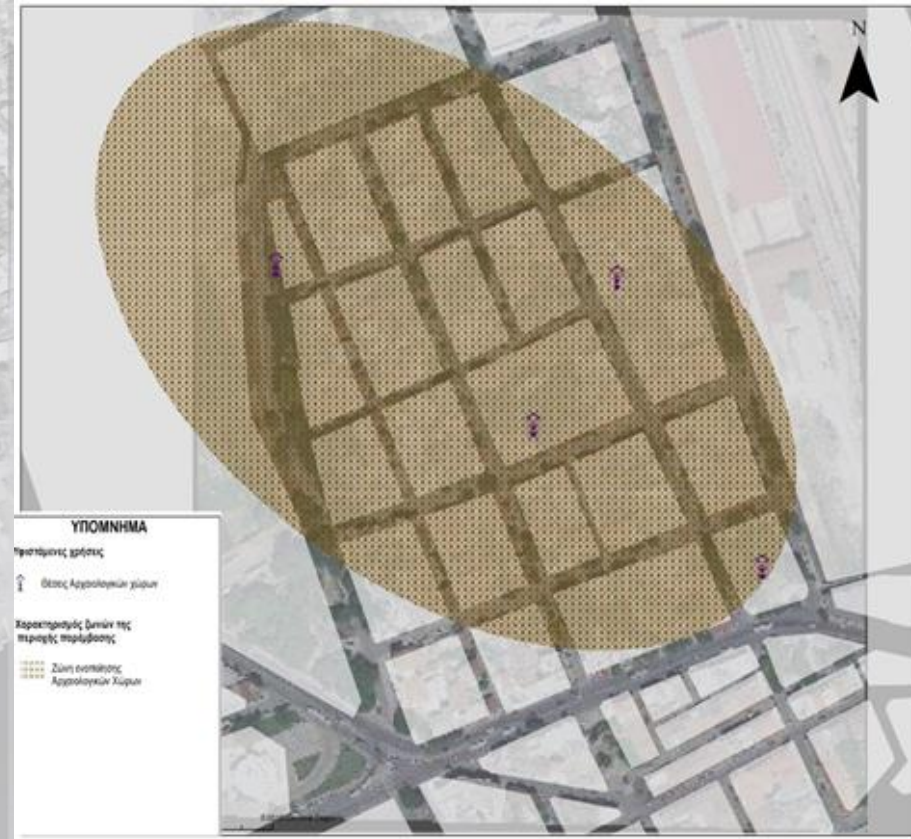 N
ΥΠΟΜΝΗΜΑ
Υφιστάμενες χρήσεις
Θέσεις Αρχαιολογικών χώρων
Χαρακτηρισμός ζωνών της
περιοχής παρέμβασης
Ζώνη ενοποίησης
Αρχαιολογικών Χώρων